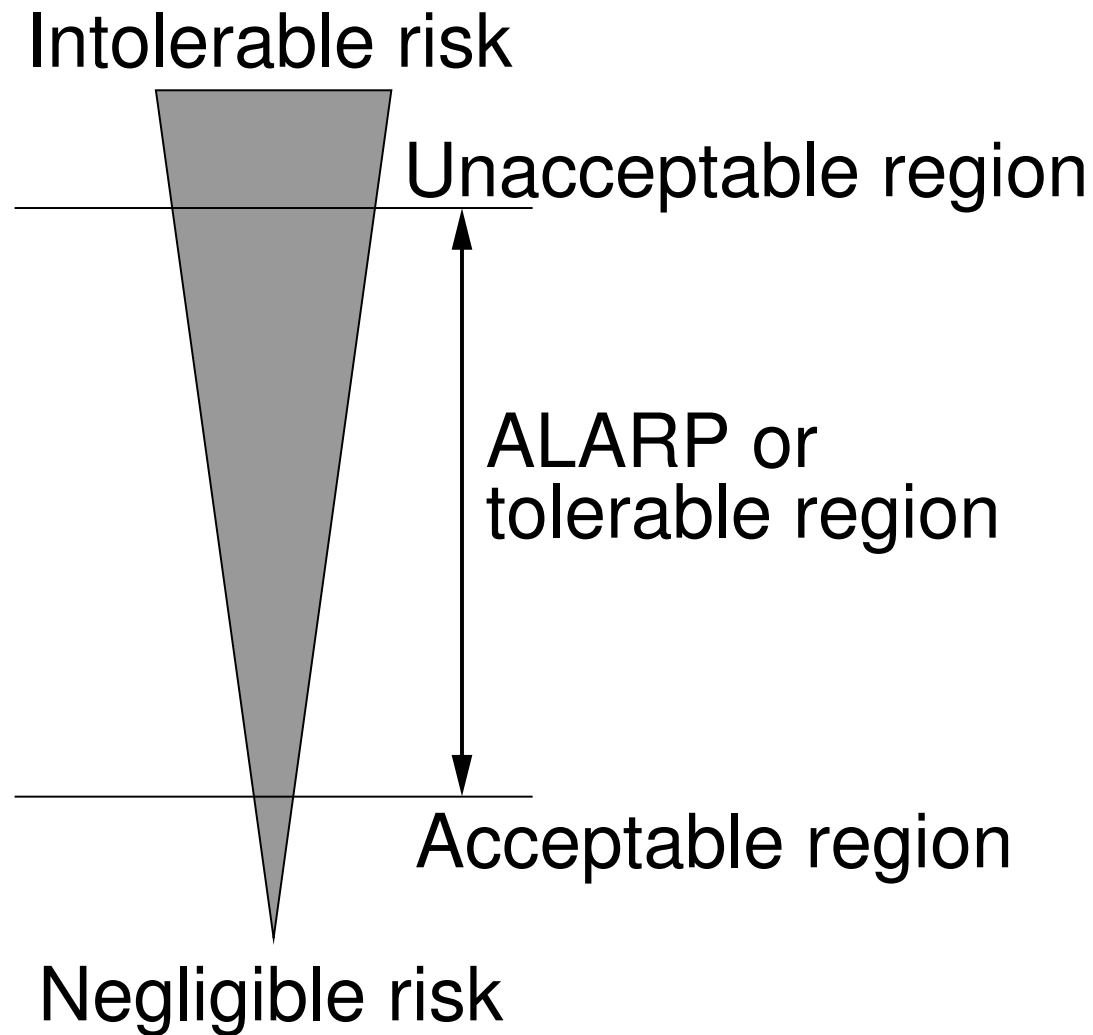 Intolerable risk
Unacceptable region
ALARP or
tolerable region
Acceptable region
Negligible risk